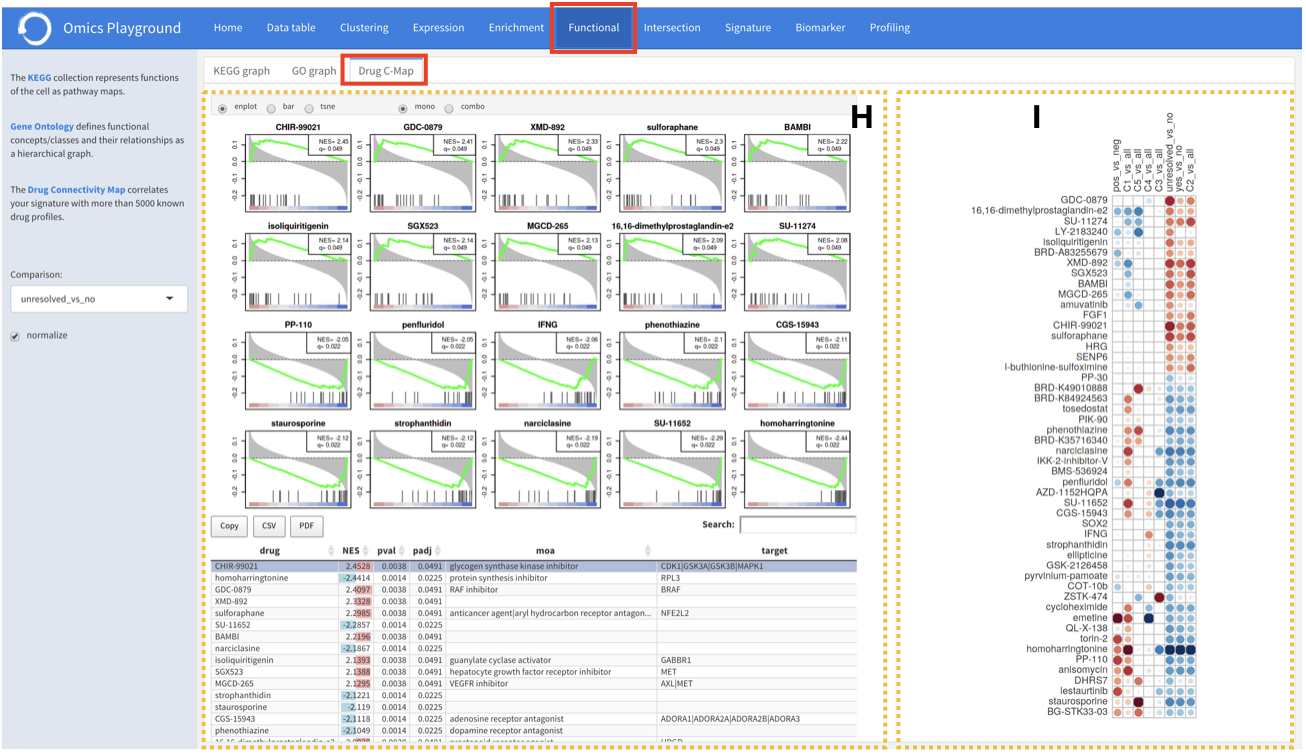 Omics Playground
Home Data table Clustering Expression Enrichment Functional Intersection Signature Biomarker Profiling
The KEGG collection represents functions
of the cell as pathway maps.
Gene Ontology defines functional
concepts/classes and their relationships as
a hierarchical graph.
The Drug Connectivity Map correlates
your signature with more than 5000 known
drug profiles.
Comparison:
unresolved_vs_no
normalize
KEGG graph GO graph Drug C-Map
enplot bar tsne mono combo
H
CHIR-99021 GDC-0879 XMD-892 sulforaphane BAMBI
NES= 2.45 NES= 2.41 NES= 2.33 NES= 2.3 NES= 2.22
q= 0.049 q= 0.049 q= 0.049 q= 0.049 q= 0.049
isoliquiritigenin SGX523 MGCD-265 16,16-dimethylprostaglandin-e2 SU-11274
NES= 2.14 NES= 2.14 NES= 2.13 NES= 2.09 NES= 2.08
q= 0.049 q= 0.049 q= 0.049 q= 0.049 q= 0.049
PP-110 penfluridol IFNG phenothiazine CGS-15943
NES= -2.05 NES= -2.05 NES= -2.06 NES= -2.1 NES= -2.11
q= 0.022 q= 0.022 q= 0.022 q= 0.022 q= 0.022
staurosporine strophanthidin narciclasine SU-11652 homoharringtonine
NES= -2.12 NES= -2.12 NES= -2.19 NES= -2.29 NES= -2.44
q= 0.022 q= 0.022 q= 0.022 q= 0.022 q= 0.022
Copy CSV PDF Search:
drug NES pval padj moa target
CHIR-99021 2.4528 0.0038 0.0491 glycogen synthase kinase inhibitor CDK1|GSK3A|GSK3B|MAPK1
homoharringtonine -2.4414 0.0014 0.0225 protein synthesis inhibitor RPL3
GDC-0879 2.4097 0.0038 0.0491 RAF inhibitor BRAF
XMD-892 2.3328 0.0038 0.0491
sulforaphane 2.2985 0.0038 0.0491 anticancer agent|aryl hydrocarbon receptor antagon... NFE2L2
SU-11652 -2.2857 0.0014 0.0225
BAMBI 2.2196 0.0038 0.0491
narciclasine -2.1867 0.0014 0.0225
isoliquiritigenin 2.1393 0.0038 0.0491 guanylate cyclase activator GABBR1
SGX523 2.1388 0.0038 0.0491 hepatocyte growth factor receptor inhibitor MET
MGCD-265 2.1295 0.0038 0.0491 VEGFR inhibitor AXL|MET
strophanthidin -2.1221 0.0014 0.0225
staurosporine -2.119 0.0014 0.0225
CGS-15943 -2.1118 0.0014 0.0225 adenosine receptor antagonist ADORA1|ADORA2A|ADORA2B|ADORA3
phenothiazine -2.1049 0.0014 0.0225 dopamine receptor antagonist
I
pos_vs_neg
C1_vs_all
C5_vs_all
C4_vs_all
C3_vs_all
unresolved_vs_no
yes_vs_no
C2_vs_all
GDC-0879
16,16-dimethylprostaglandin-e2
SU-11274
LY-2183240
isoliquiritigenin
BRD-A83255679
XMD-892
SGX523
BAMBI
MGCD-265
amuvatinib
FGF1
CHIR-99021
sulforaphane
HRG
SENP6
l-buthionine-sulfoximine
PP-30
BRD-K49010888
BRD-K84924563
tosedostat
PIK-90
phenothiazine
BRD-K35716340
narciclasine
IKK-2-inhibitor-V
BMS-536924
penfluridol
AZD-1152HQPA
SU-11652
CGS-15943
SOX2
IFNG
strophanthidin
ellipticine
GSK-2126458
pyrvinium-pamoate
COT-10b
ZSTK-474
cycloheximide
emetine
QL-X-138
torin-2
homoharringtonine
PP-110
anisomycin
DHRS7
lestaurtinib
staurosporine
BG-STK33-03